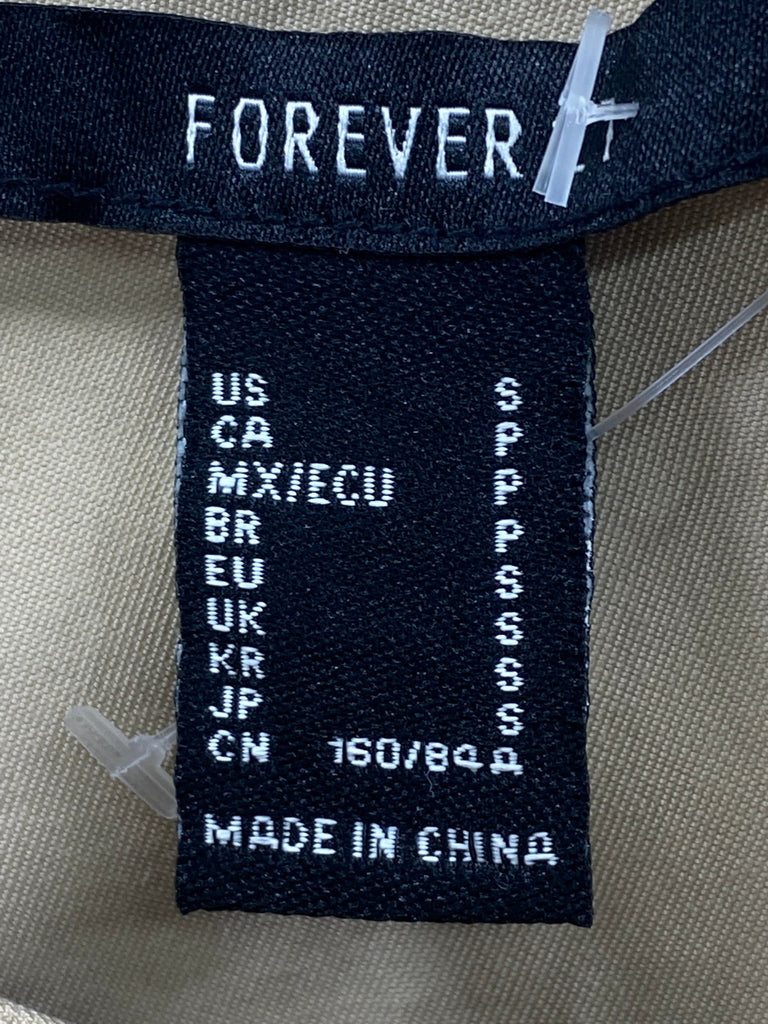 FOREVER
US S
CA P
MX/ECU P
BR P
EU S
UK S
KR S
JP S
CN 160/84A
MADE IN CHINA